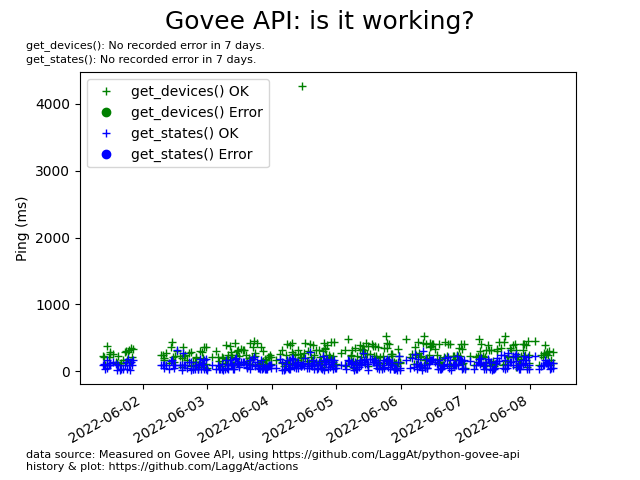 Govee API: is it working?
get_devices(): No recorded error in 7 days.
get_states(): No recorded error in 7 days.
get_devices() OK
get_devices() Error
get_states() OK
get_states() Error
Ping (ms)
4000
3000
2000
1000
0
2022-06-02
2022-06-03
2022-06-04
2022-06-05
2022-06-06
2022-06-07
2022-06-08
data source: Measured on Govee API, using https://github.com/LaggAt/python-govee-api
history & plot: https://github.com/LaggAt/actions